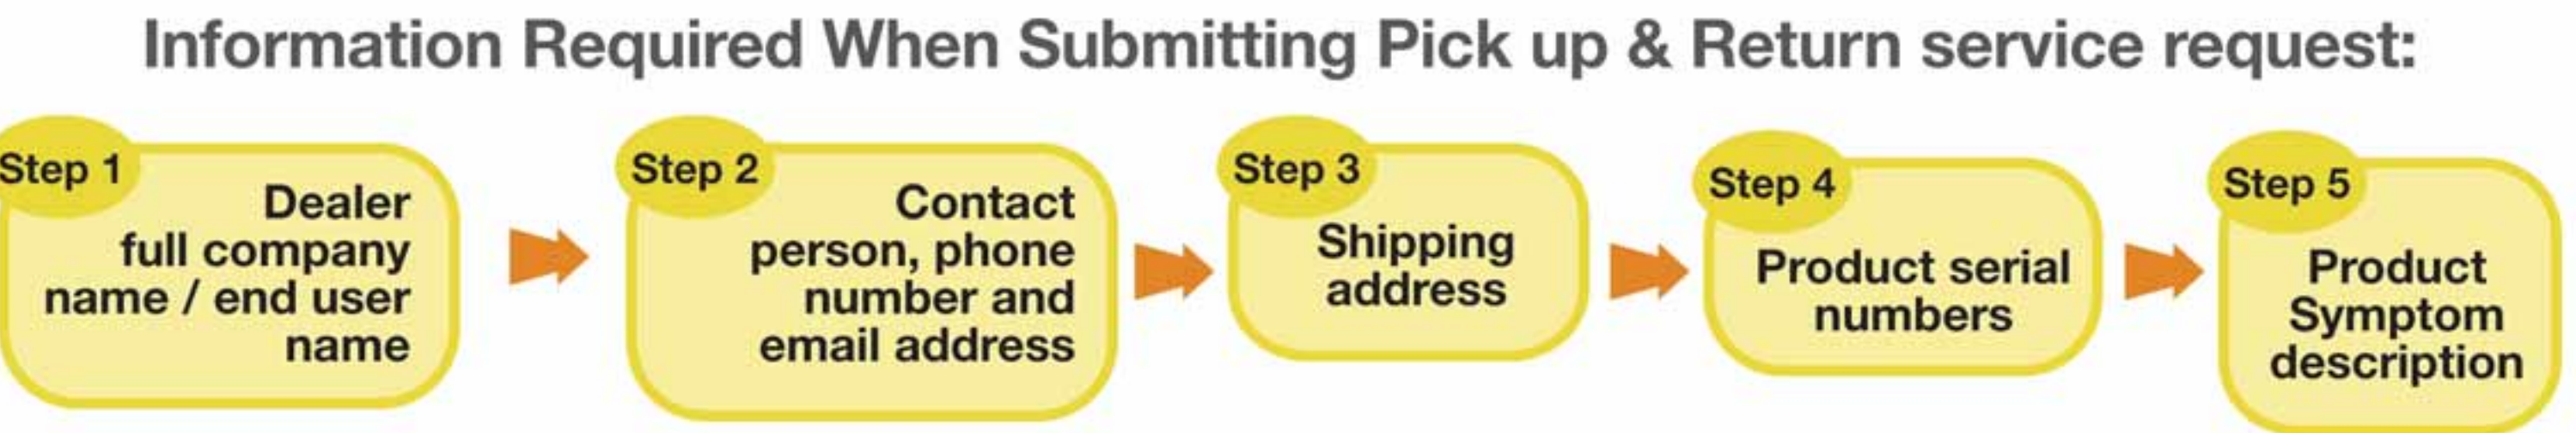 Information Required When Submitting Pick up & Return service request:
Step 1
Dealer
full company
name / end user
name
Step 2
Contact
person, phone
number and
email address
Step 3
Shipping
address
Step 4
Product serial
numbers
Step 5
Product
Symptom
description